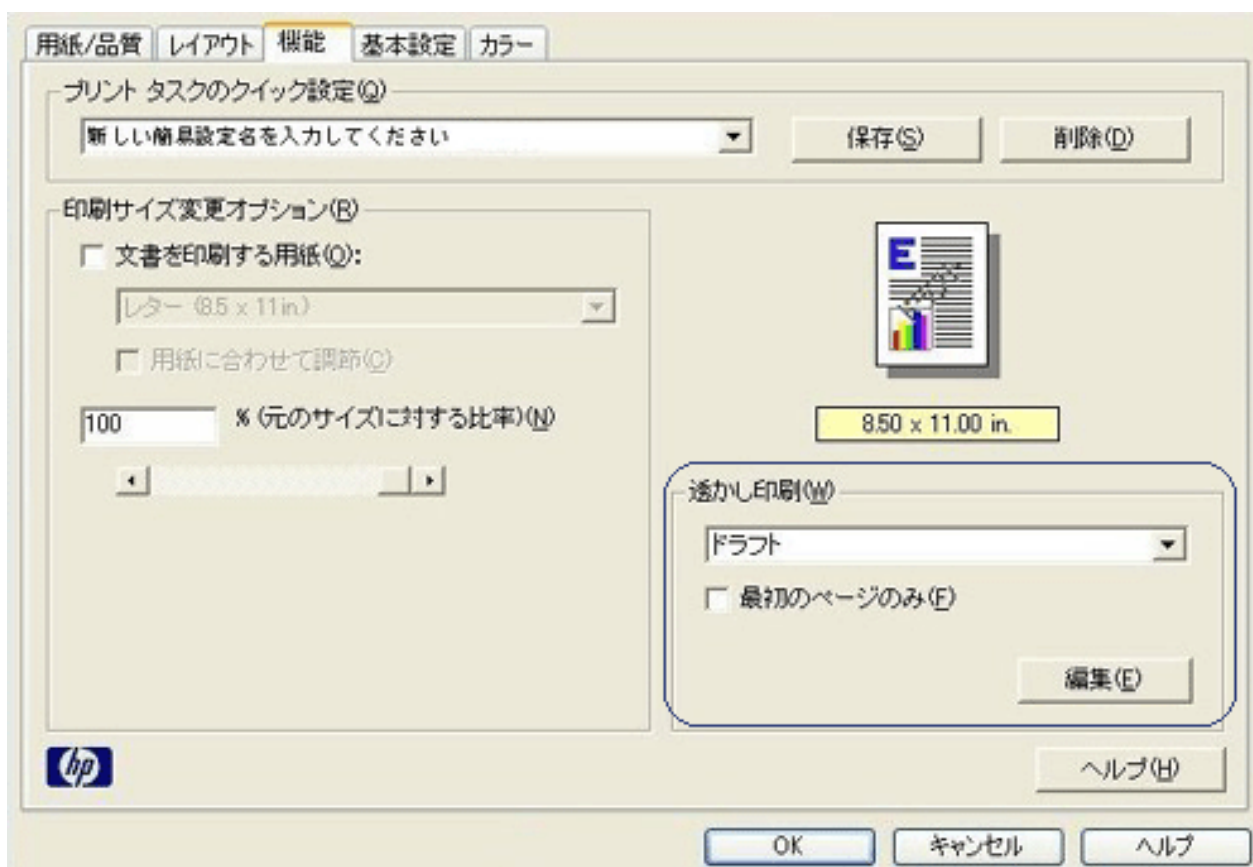 用紙/品質 レイアウト 機能 基本設定 カラー
プリント タスクのクイック設定(Q)
新しい簡易設定名を入力してください
保存(S) 削除(D)
印刷サイズ変更オプション(R)
文書を印刷する用紙(O):
レター (8.5 x 11 in.)
用紙に合わせて調節(C)
100 % (元のサイズに対する比率)(N)
E
8.50 x 11.00 in.
透かし印刷(W)
ドラフト
最初のページのみ(F)
編集(E)
hp
ヘルプ(H)
OK キャンセル ヘルプ